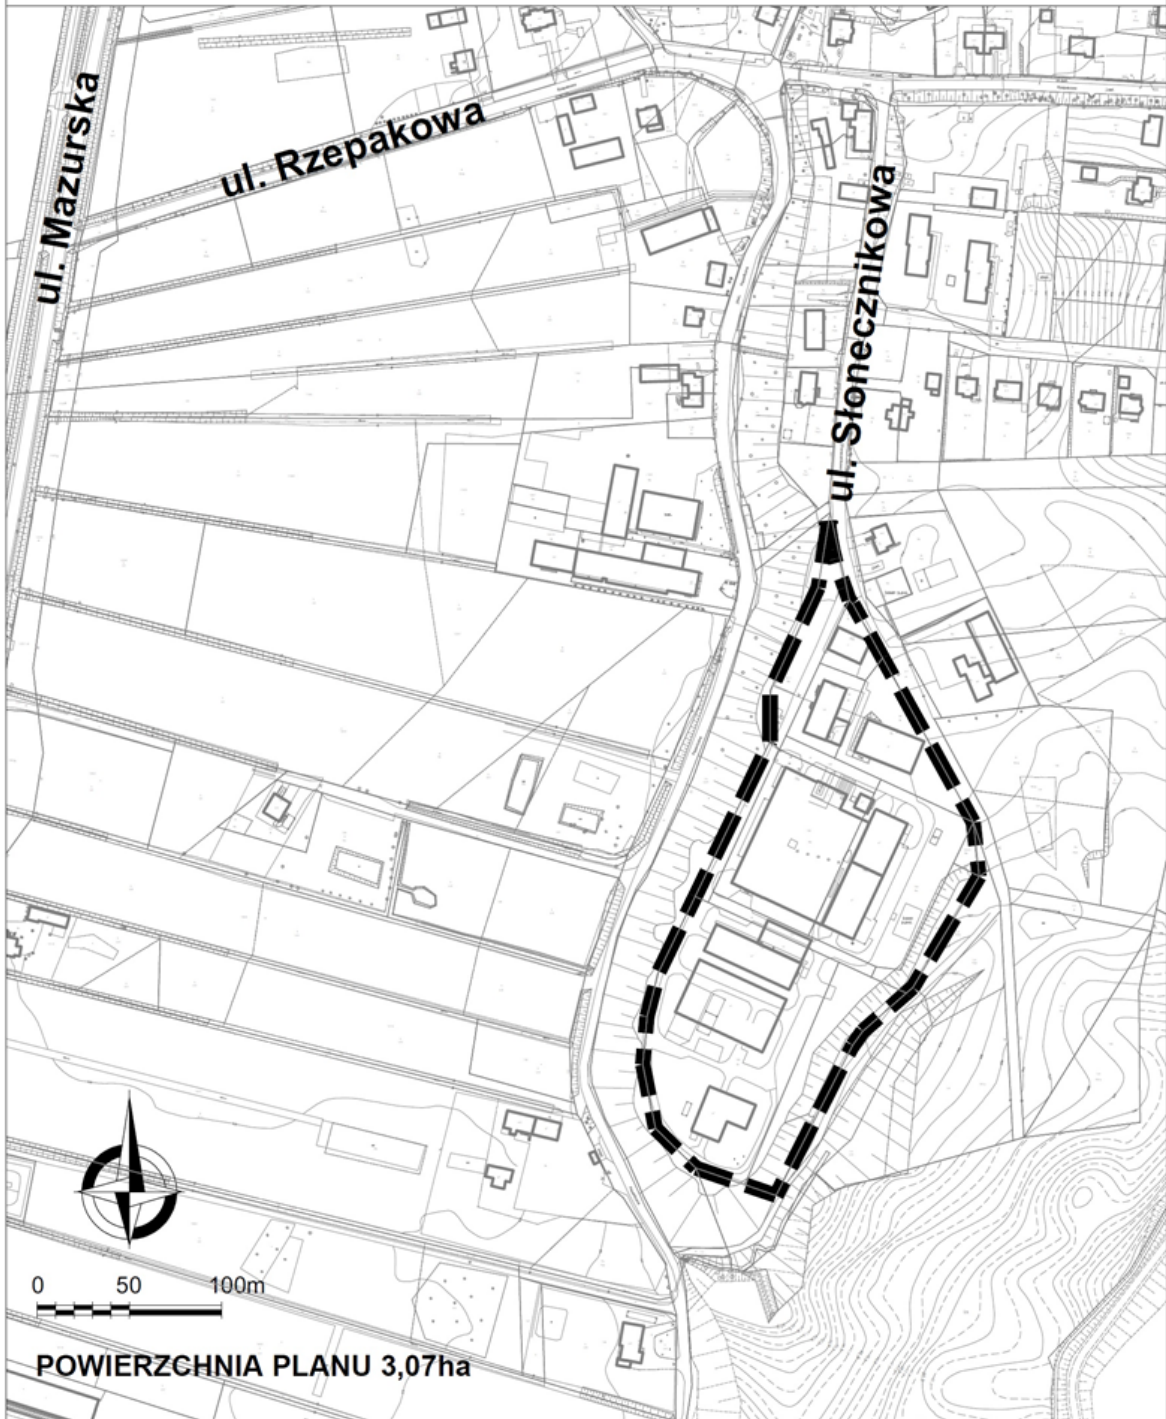 ul. Mazurska
ul. Rzepakowa
ul. Słonecznikowa
0 50 100m
POWIERZCHNIA PLANU 3,07ha